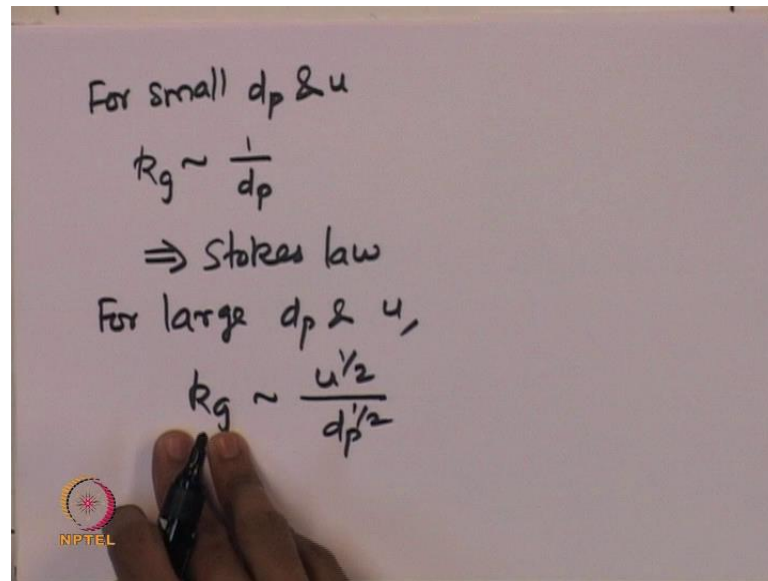 For small dp & u
kg ~ 1/dp
⇒ Stokes law
For large dp & u,
kg ~ u^1/2 / dp^1/2
NPTEL